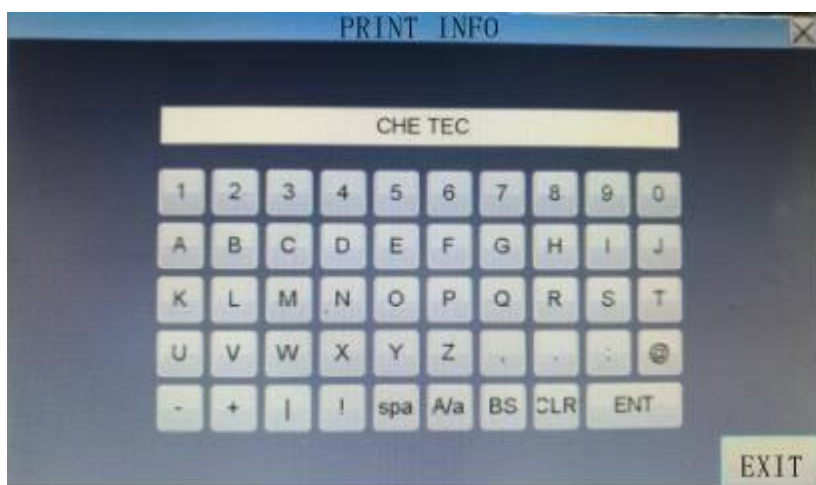 PRINT INFO
CHE TEC
1 2 3 4 5 6 7 8 9 0
A B C D E F G H I J
K L M N O P Q R S T
U V W X Y Z , . : @
- + | ! spa A/a BS CLR ENT
EXIT